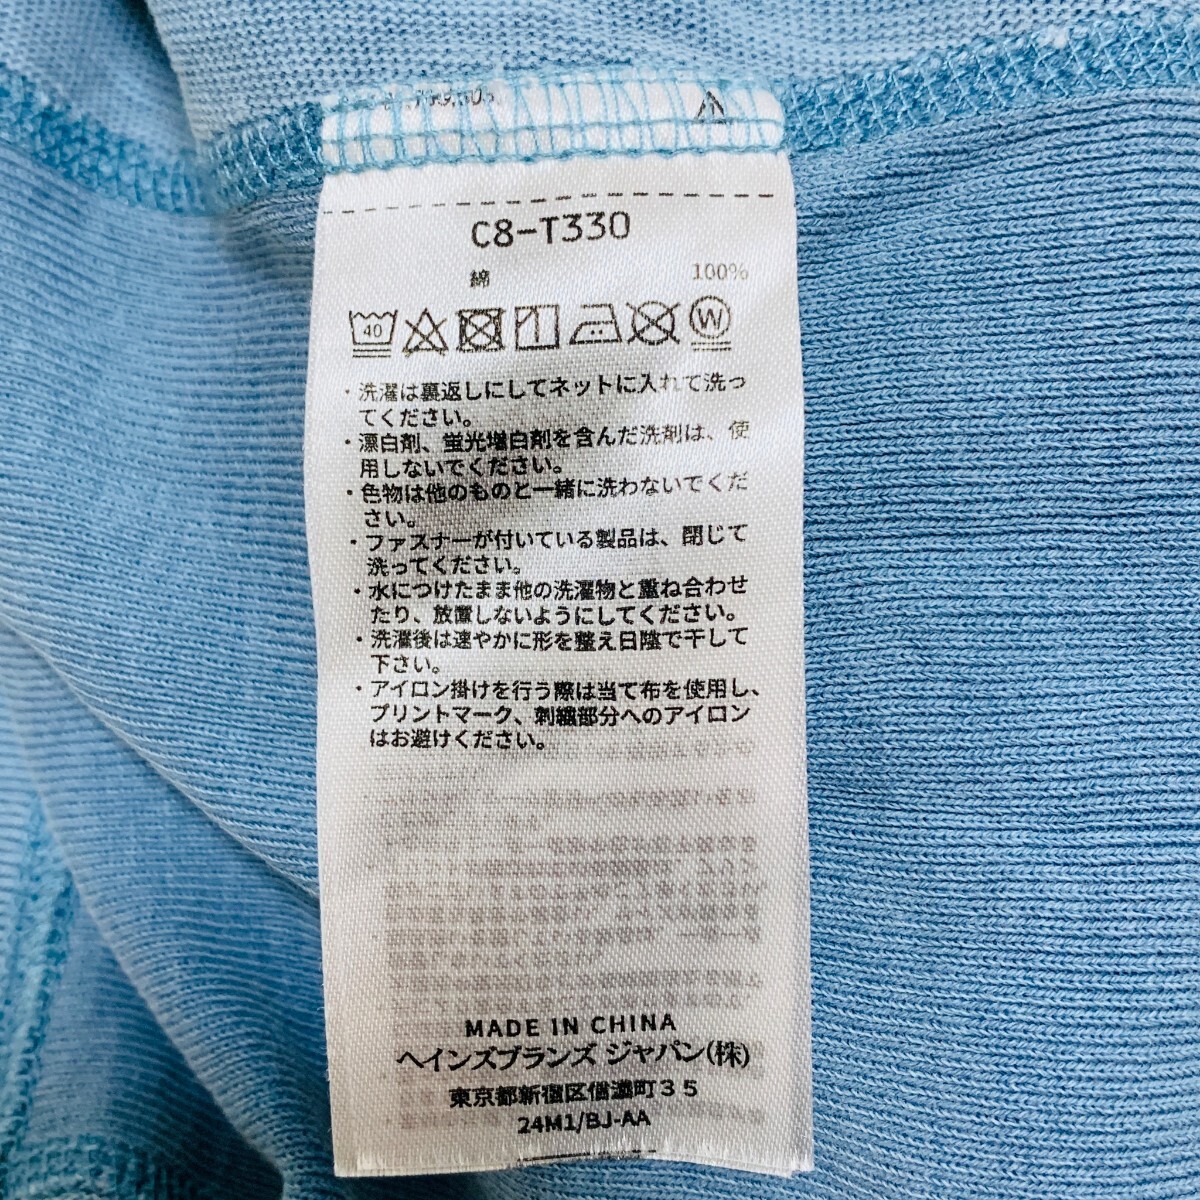 C8-T330
綿 100%
40 W
・洗濯は裏返しにしてネットに入れて洗っ
てください。
・漂白剤、蛍光増白剤を含んだ洗剤は、使
用しないでください。
・色物は他のものと一緒に洗わないでくだ
さい。
・ファスナーが付いている製品は、閉じて
洗ってください。
・水につけたまま他の洗濯物と重ね合わせ
たり、放置しないようにしてください。
・洗濯後は速やかに形を整え日陰で干して
下さい。
・アイロン掛けを行う際は当て布を使用し、
プリントマーク、刺繍部分へのアイロン
はお避けください。
MADE IN CHINA
ヘインズブランズ ジャパン(株)
東京都新宿区信濃町35
24M1/BJ-AA